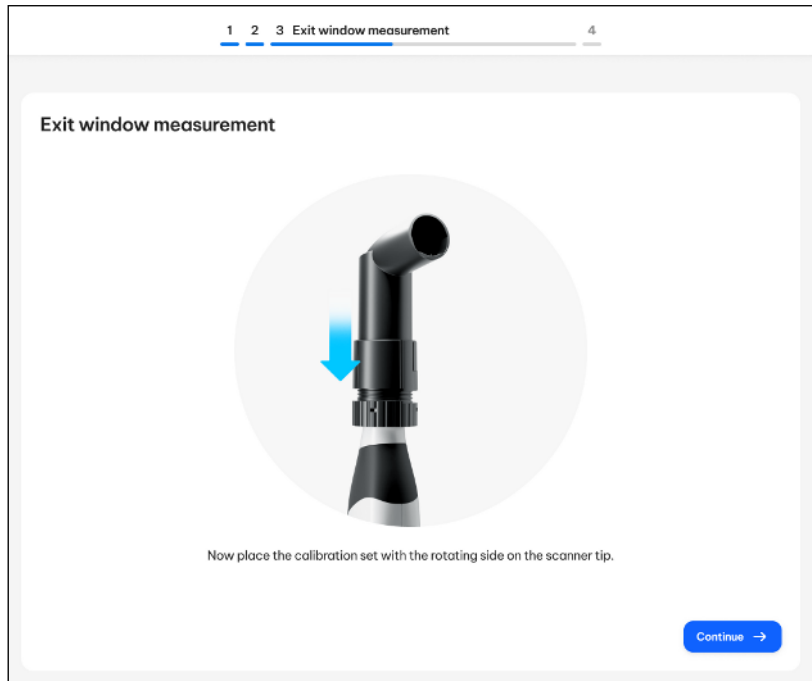 1 2 3 Exit window measurement 4
Exit window measurement
Now place the calibration set with the rotating side on the scanner tip.
Continue